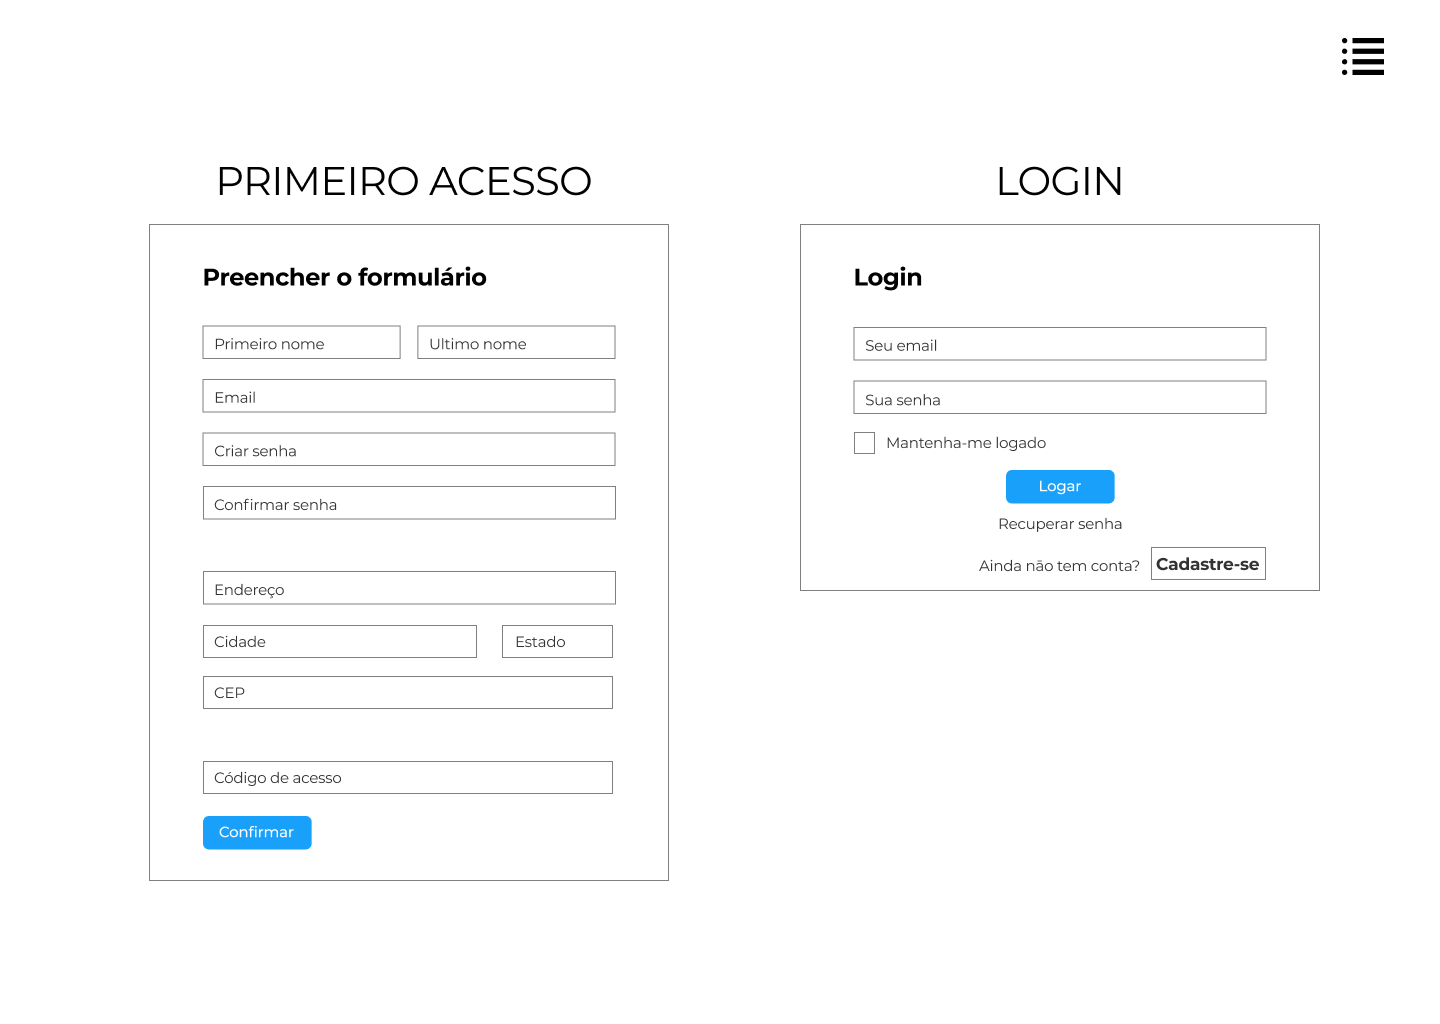 PRIMEIRO ACESSO
Preencher o formulário
Primeiro nome
Ultimo nome
Email
Criar senha
Confirmar senha
Endereço
Cidade
Estado
CEP
Código de acesso
Confirmar
LOGIN
Login
Seu email
Sua senha
Mantenha-me logado
Logar
Recuperar senha
Ainda não tem conta? Cadastre-se